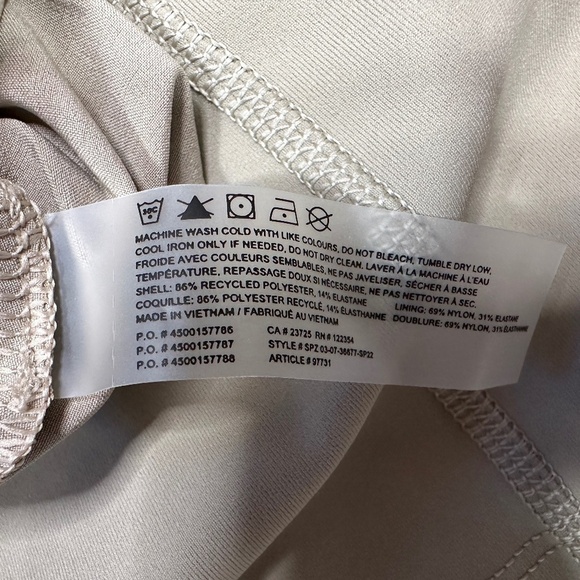 30C
MACHINE WASH COLD WITH LIKE COLOURS, DO NOT BLEACH, TUMBLE DRY LOW,
COOL IRON ONLY IF NEEDED, DO NOT DRY CLEAN. LAVER À LA MACHINE À L'EAU
FROIDE AVEC COULEURS SEMBLABLES, NE PAS JAVELISER, SÉCHER À BASSE
TEMPÉRATURE, REPASSAGE DOUX SI NÉCESSAIRE, NE PAS NETTOYER À SEC.
SHELL: 86% RECYCLED POLYESTER, 14% ELASTANE LINING: 69% NYLON, 31% ELASTANE
COQUILLE: 86% POLYESTER RECYCLÉ, 14% ÉLASTHANNE DOUBLURE: 69% NYLON, 31% ÉLASTHANNE
MADE IN VIETNAM / FABRIQUÉ AU VIETNAM
P.O. # 4500157786 CA # 23725 RN # 122354
P.O. # 4500157787 STYLE # SPZ 03-07-36677-SP22
P.O. # 4500157788 ARTICLE # 97731